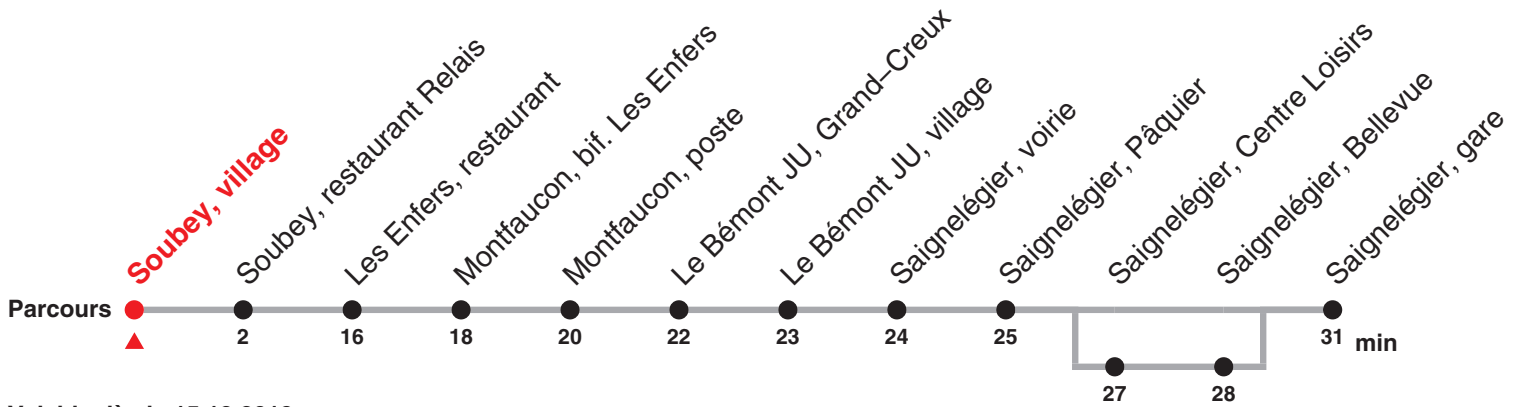 Soubey, village
Soubey, restaurant Relais
Les Enfers, restaurant
Montfaucon, bif. Les Enfers
Montfaucon, poste
Le Bémont JU, Grand–Creux
Le Bémont JU, village
Saignelégier, voirie
Saignelégier, Pâquier
Saignelégier, Centre Loisirs
Saignelégier, Bellevue
Saignelégier, gare
Parcours
2 16 18 20 22 23 24 25 31 min
27 28